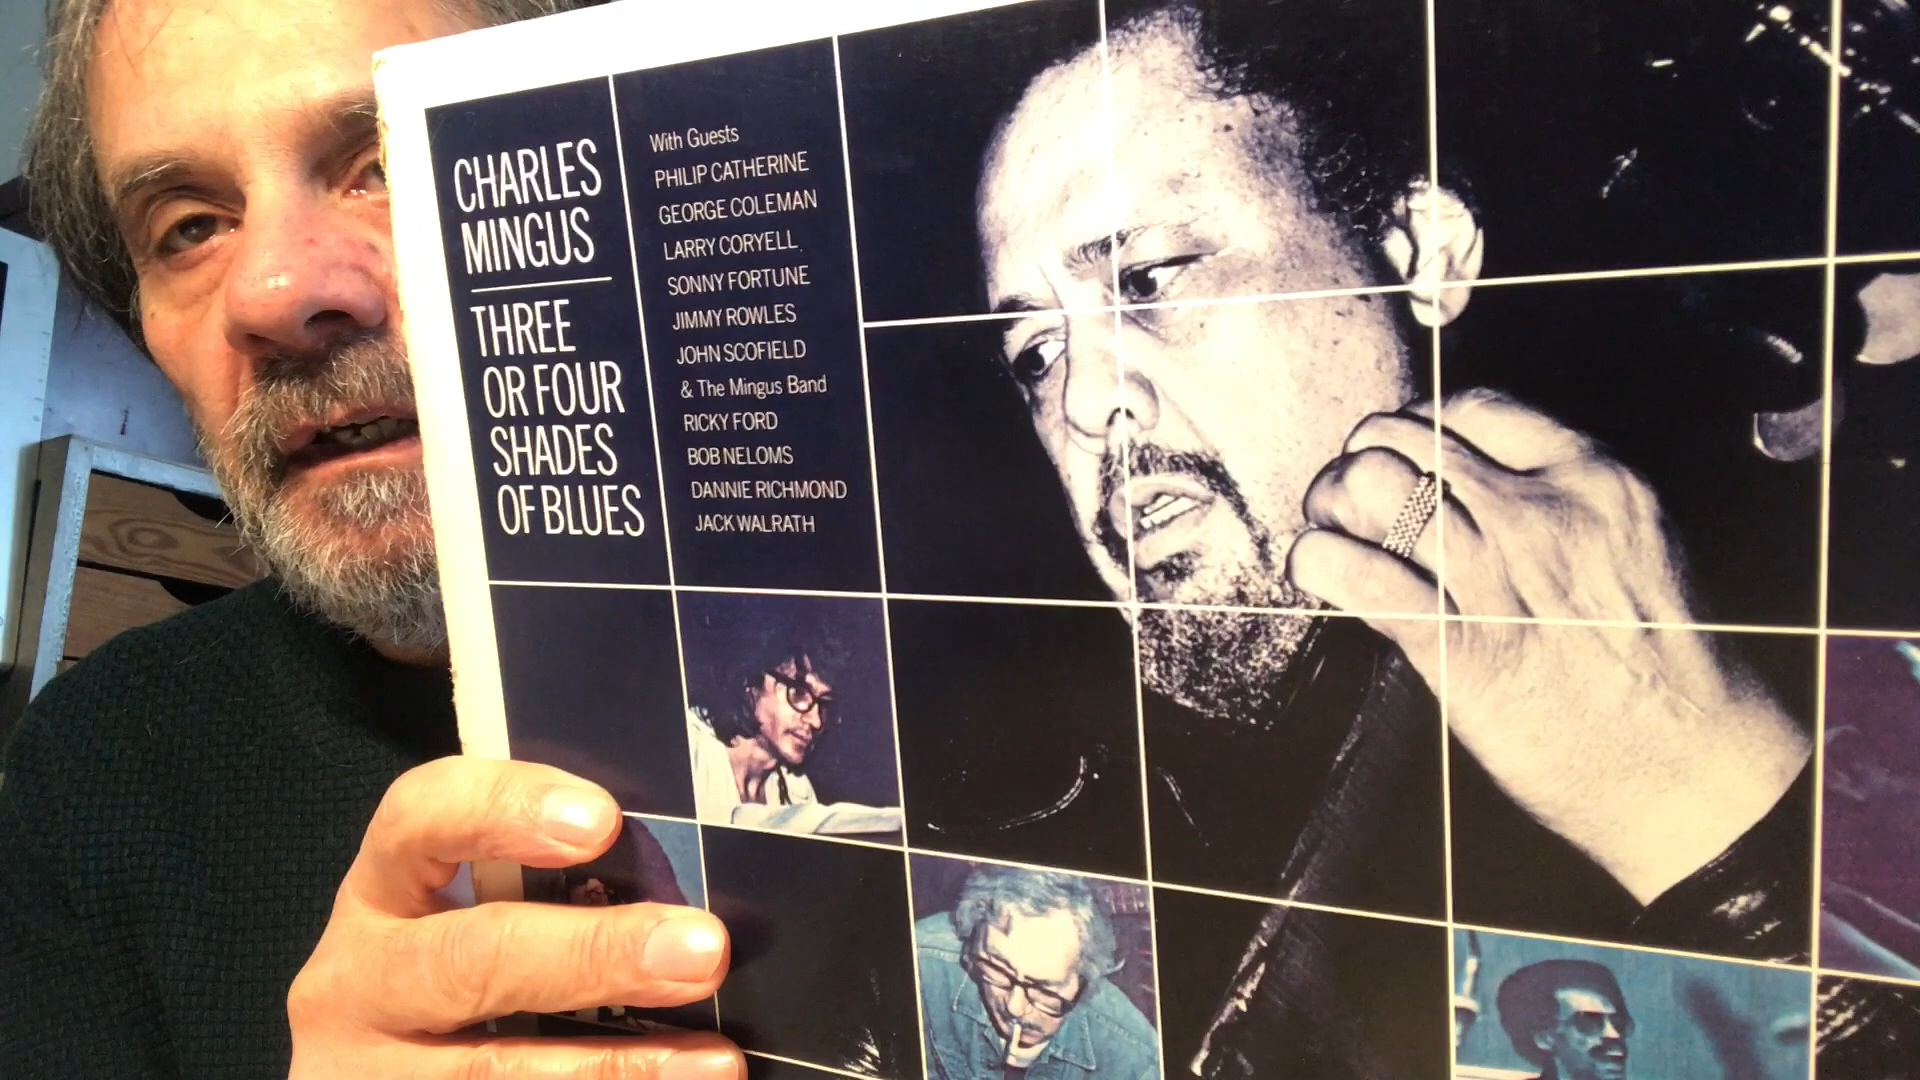 CHARLES
MINGUS
THREE
OR FOUR
SHADES
OF BLUES
With Guests
PHILIP CATHERINE
GEORGE COLEMAN
LARRY CORYELL
SONNY FORTUNE
JIMMY ROWLES
JOHN SCOFIELD
& The Mingus Band
RICKY FORD
BOB NELOMS
DANNIE RICHMOND
JACK WALRATH